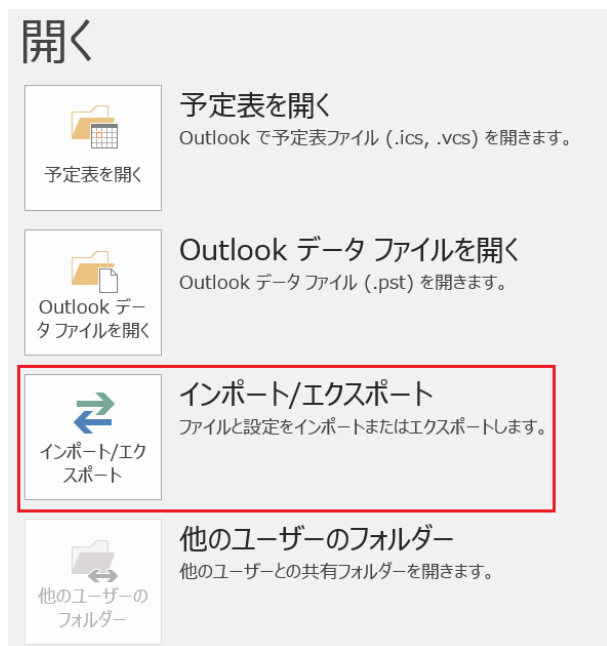 開く
予定表を開く
予定表を開く
Outlook で予定表ファイル (.ics, .vcs) を開きます。
Outlook デー
タ ファイルを開く
Outlook データ ファイルを開く
Outlook データ ファイル (.pst) を開きます。
インポート/エク
スポート
インポート/エクスポート
ファイルと設定をインポートまたはエクスポートします。
他のユーザーの
フォルダー
他のユーザーのフォルダー
他のユーザーとの共有フォルダーを開きます。